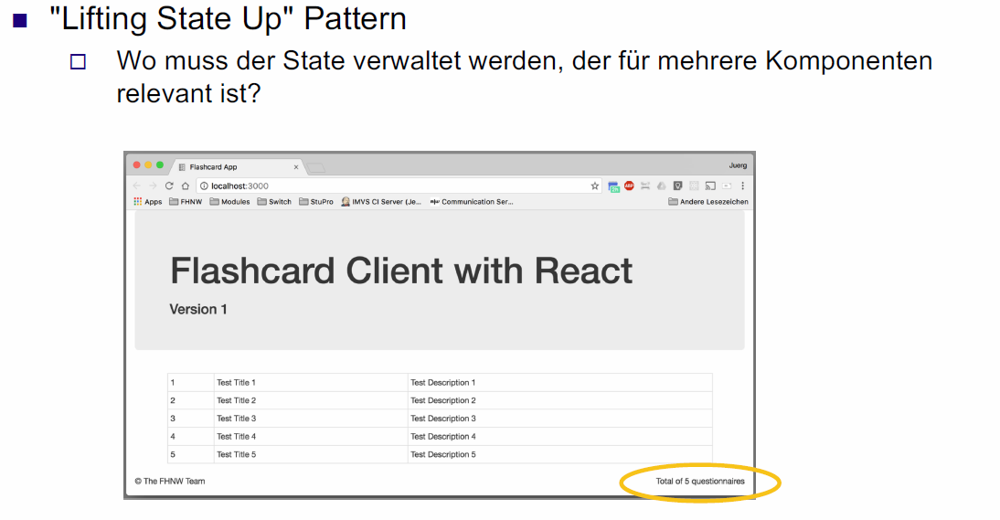 "Lifting State Up" Pattern
Wo muss der State verwaltet werden, der für mehrere Komponenten
relevant ist?
Flashcard App
Juerg
localhost:3000
Apps FHNW Modules Switch StuPro IMVS CI Server (Je... Communication Ser... Andere Lesezeichen
Flashcard Client with React
Version 1
1 Test Title 1 Test Description 1
2 Test Title 2 Test Description 2
3 Test Title 3 Test Description 3
4 Test Title 4 Test Description 4
5 Test Title 5 Test Description 5
© The FHNW Team Total of 5 questionnaires